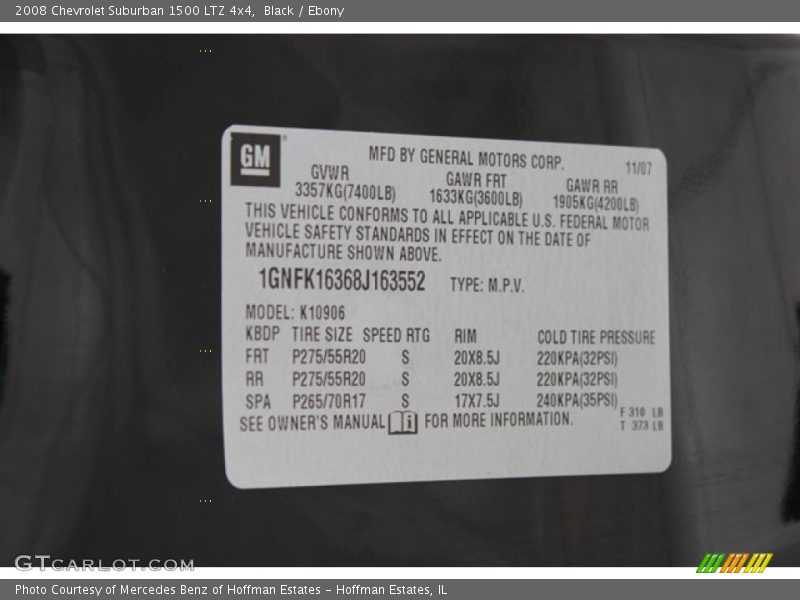 2008 Chevrolet Suburban 1500 LTZ 4x4,  Black / Ebony
GM
MFD BY GENERAL MOTORS CORP.
11/07
GVWR GAWR FRT GAWR RR
3357KG(7400LB) 1633KG(3600LB) 1905KG(4200LB)
THIS VEHICLE CONFORMS TO ALL APPLICABLE U.S. FEDERAL MOTOR
VEHICLE SAFETY STANDARDS IN EFFECT ON THE DATE OF
MANUFACTURE SHOWN ABOVE.
1GNFK16368J163552 TYPE: M.P.V.
MODEL: K10906
KBDP TIRE SIZE SPEED RTG RIM COLD TIRE PRESSURE
FRT P275/55R20 S 20X8.5J 220KPA(32PSI)
RR P275/55R20 S 20X8.5J 220KPA(32PSI)
SPA P265/70R17 S 17X7.5J 240KPA(35PSI)
SEE OWNER'S MANUAL i FOR MORE INFORMATION.
F 310 LB
T 373 LB
GTCARLOT.COM
Photo Courtesy of Mercedes Benz of Hoffman Estates - Hoffman Estates, IL